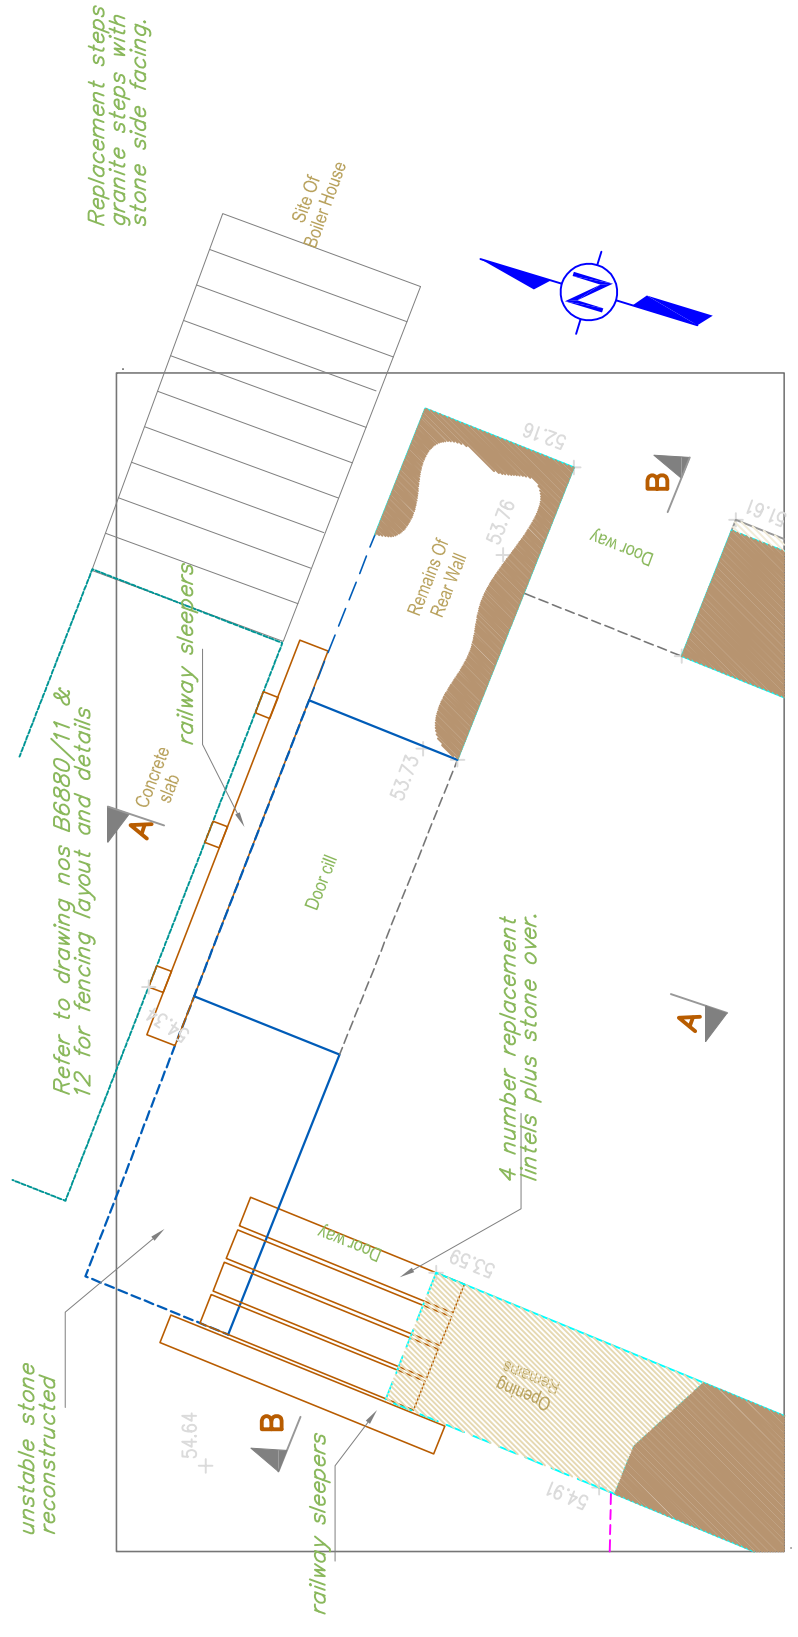 Replacement steps
granite steps with
stone side facing.
Site Of
Boiler House
N
52.16
B
51.61
Door way
53.76
Remains Of
Rear Wall
railway sleepers
Refer to drawing nos B6880/11 &
12 for fencing layout and details
Concrete
slab
A
53.73
Door cill
54.34
4 number replacement
lintels plus stone over.
A
Door way
53.59
Opening
Remains
unstable stone
reconstructed
54.64
B
railway sleepers
54.91